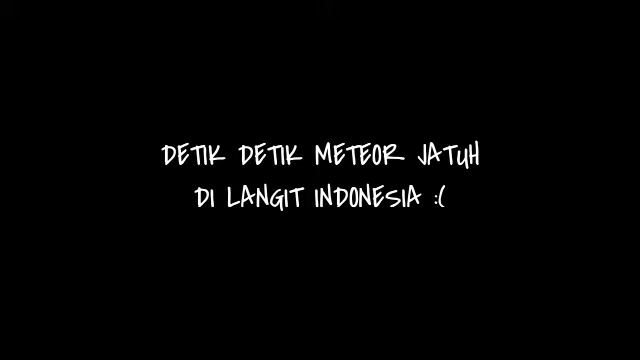 DETIK DETIK METEOR JATUH
DI LANGIT INDONESIA :(